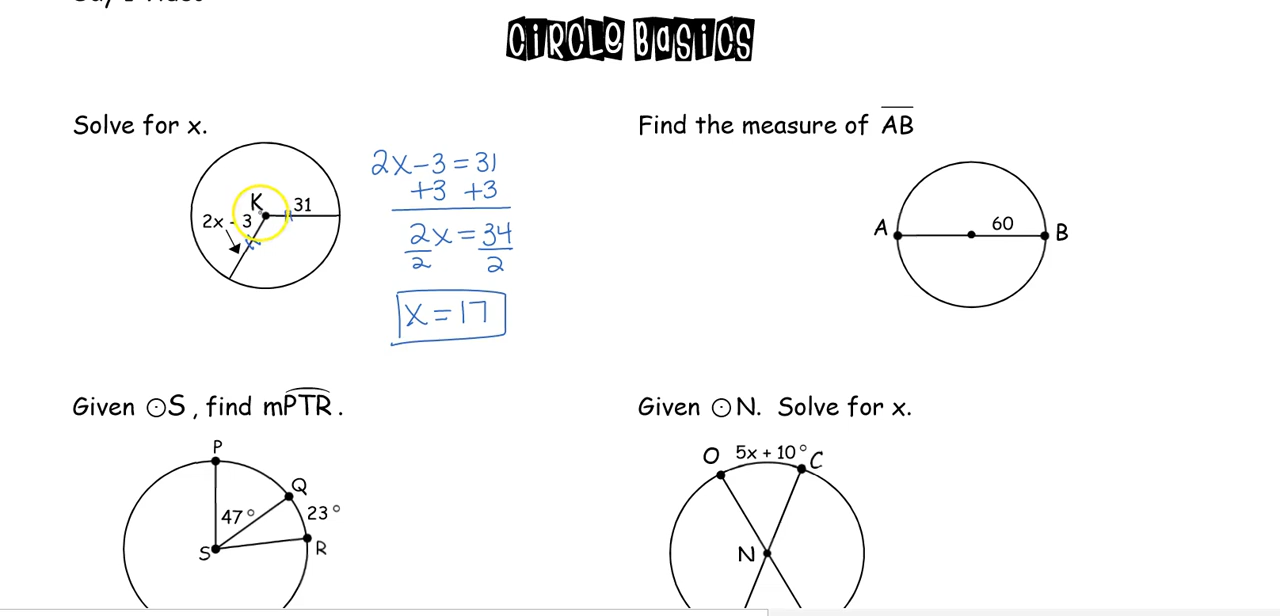 CiRCLe BaSiCS
Solve for x.
K
31
2x - 3
2x-3=31
+3 +3
2x=34
2 2
x=17
Find the measure of AB
A
60
B
Given ⊙S, find mPTR.
P
Q
47°
23°
S
R
Given ⊙N. Solve for x.
O
5x + 10°
C
N